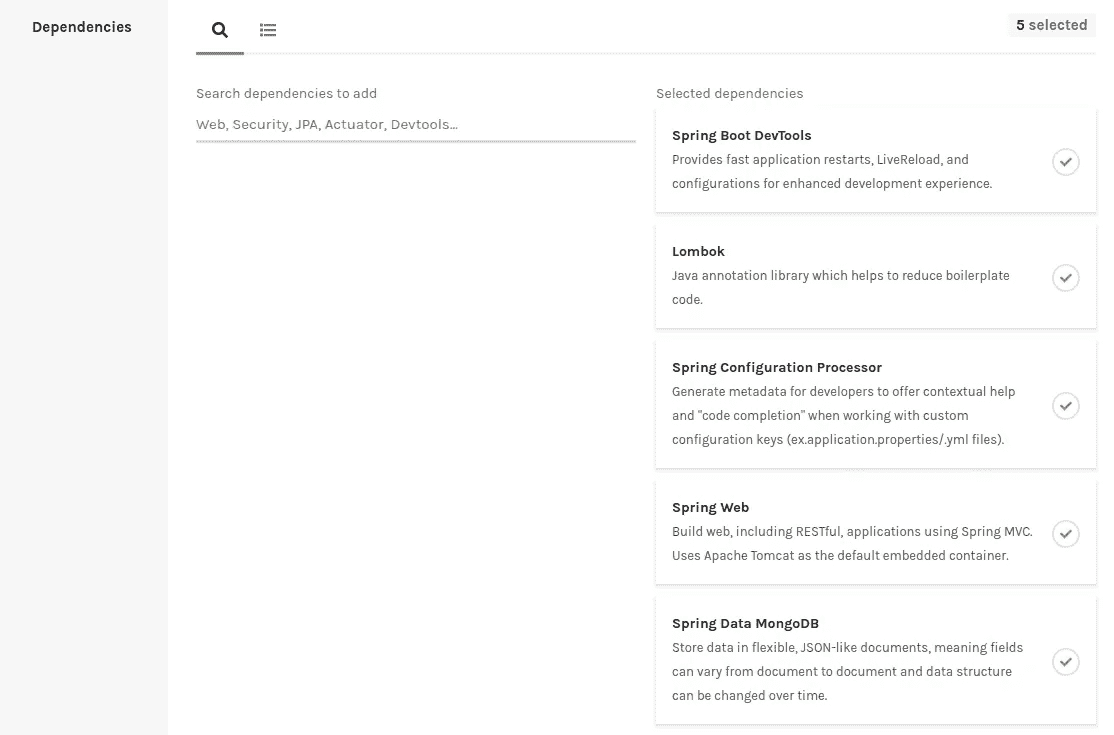 Dependencies
5 selected
Search dependencies to add
Web, Security, JPA, Actuator, Devtools...
Selected dependencies
Spring Boot DevTools
Provides fast application restarts, LiveReload, and
configurations for enhanced development experience.
Lombok
Java annotation library which helps to reduce boilerplate
code.
Spring Configuration Processor
Generate metadata for developers to offer contextual help
and "code completion" when working with custom
configuration keys (ex.application.properties/.yml files).
Spring Web
Build web, including RESTful, applications using Spring MVC.
Uses Apache Tomcat as the default embedded container.
Spring Data MongoDB
Store data in flexible, JSON-like documents, meaning fields
can vary from document to document and data structure
can be changed over time.